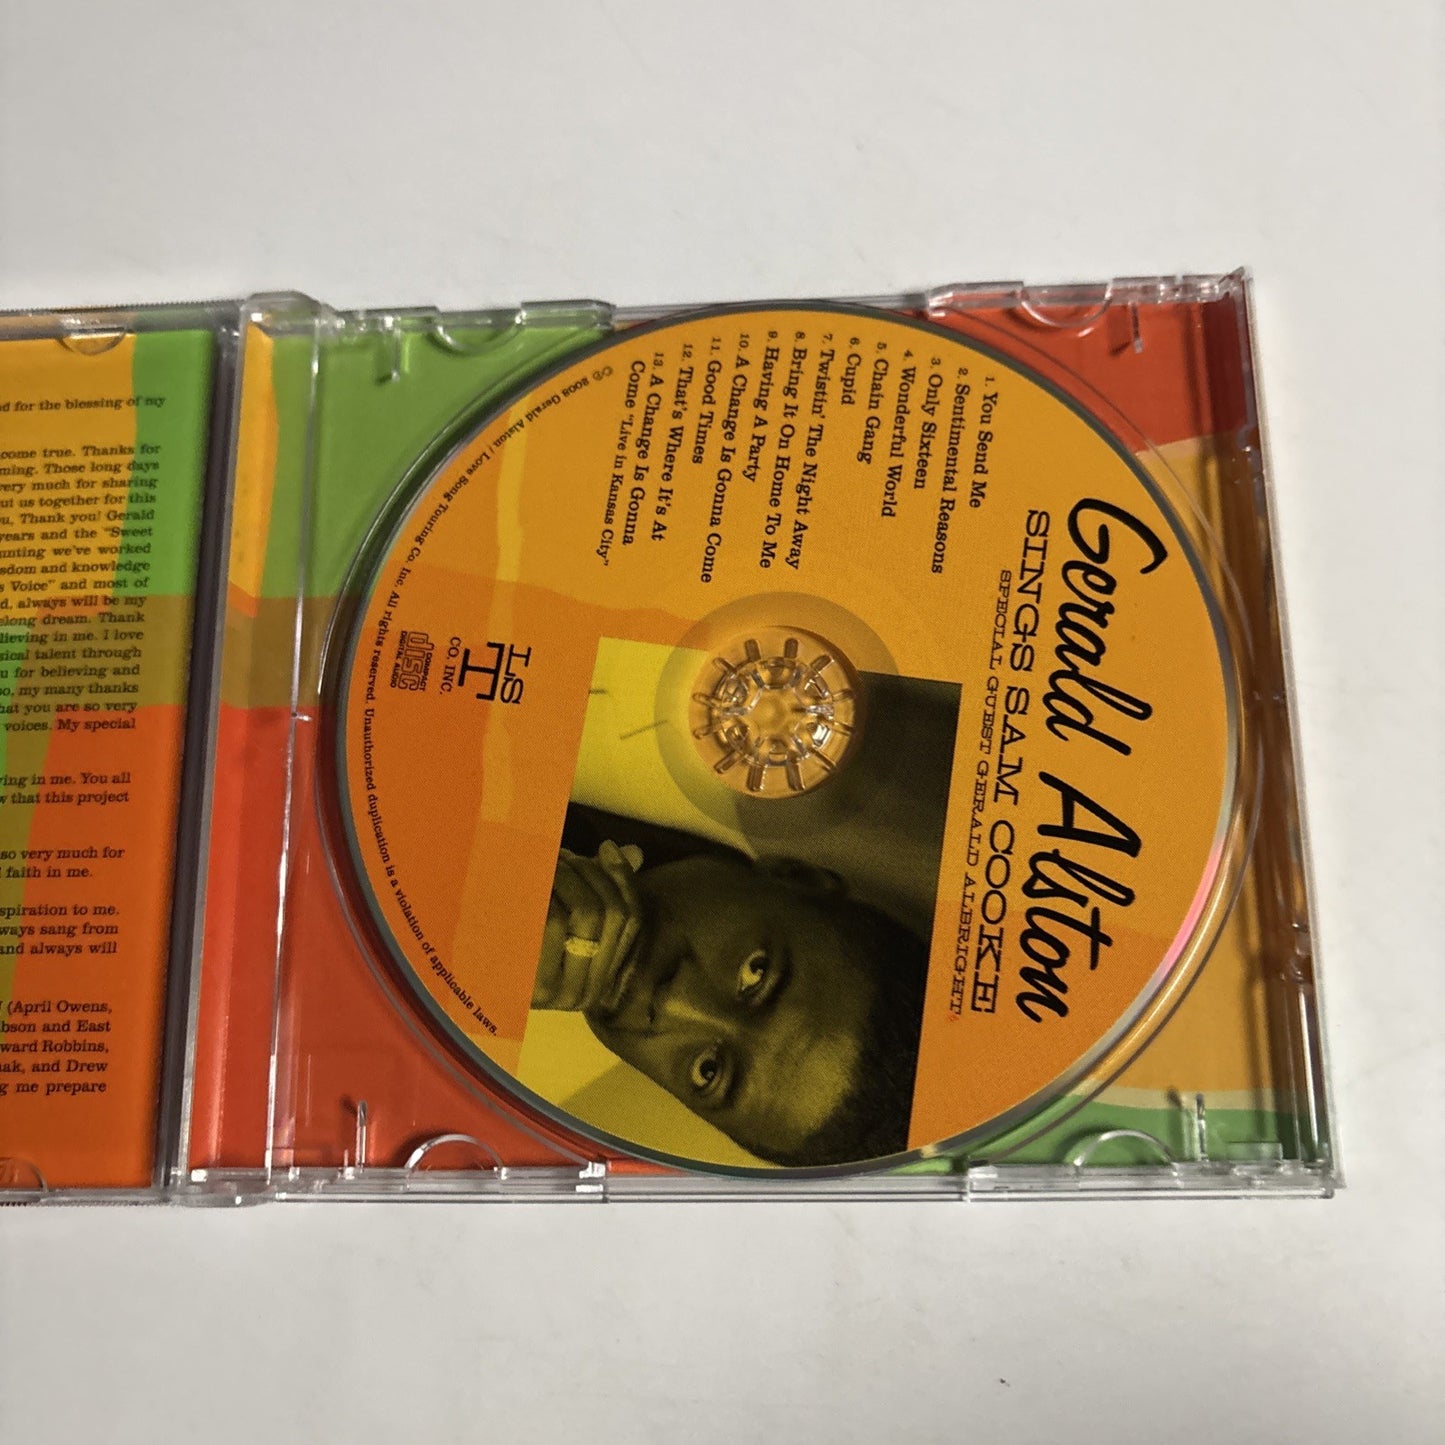 d for the blessing of my
come true. Thanks for
ming. Those long days
very much for sharing
ut us together for this
u, Thank you! Gerald
years and the "Sweet
unting we've worked
sdom and knowledge
s Voice" and most of
d, always will be my
elong dream. Thank
lieving in me. I love
sical talent through
u for believing and
oo, my many thanks
hat you are so very
voices. My special
ving in me. You all
w that this project
so very much for
faith in me.
spiration to me.
ways sang from
and always will
(April Owens,
bson and East
ward Robbins,
ak, and Drew
g me prepare
Gerald Alston
SINGS SAM COOKE
SPECIAL GUEST GERALD ALBRIGHT
1. You Send Me
2. Sentimental Reasons
3. Only Sixteen
4. Wonderful World
5. Chain Gang
6. Cupid
7. Twistin' The Night Away
8. Bring It On Home To Me
9. Having A Party
10. A Change Is Gonna Come
11. Good Times
12. That's Where It's At
13. A Change Is Gonna
Come "Live in Kansas City"
LS
T
CO. INC.
COMPACT
disc
DIGITAL AUDIO
℗© 2008 Gerald Alston / Love Song Touring Co. Inc. All rights reserved. Unauthorized duplication is a violation of applicable laws.